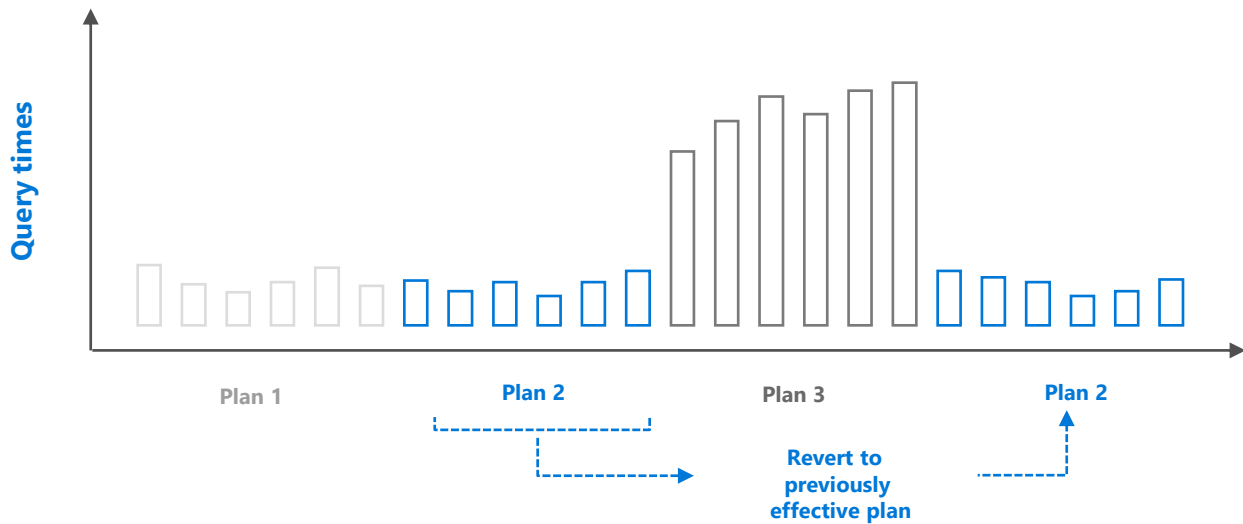 Query times
Plan 1
Plan 2
Plan 3
Plan 2
Revert to
previously
effective plan